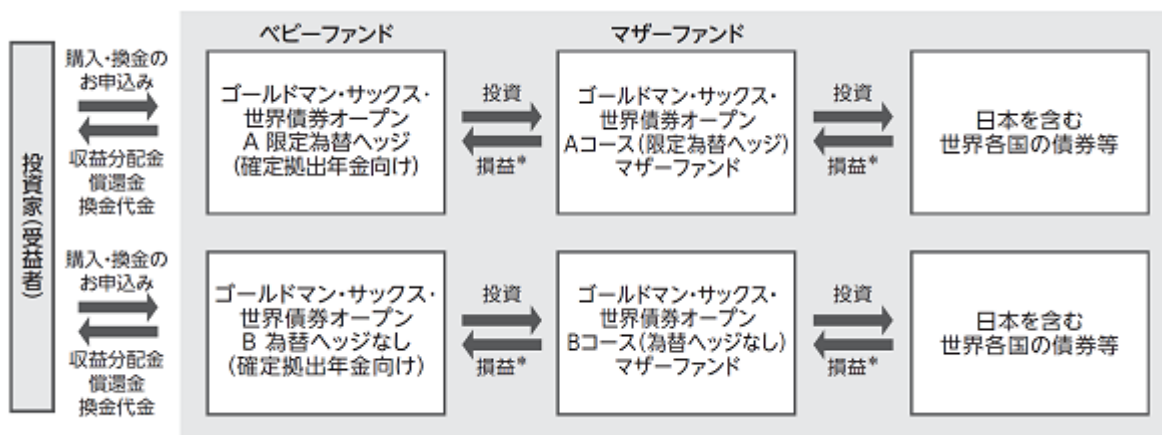 ベビーファンド
マザーファンド
投資家(受益者)
購入・換金の
お申込み
収益分配金
償還金
換金代金
ゴールドマン・サックス・
世界債券オープン
A 限定為替ヘッジ
(確定拠出年金向け)
投資
損益*
ゴールドマン・サックス・
世界債券オープン
Aコース(限定為替ヘッジ)
マザーファンド
投資
損益*
日本を含む
世界各国の債券等
購入・換金の
お申込み
収益分配金
償還金
換金代金
ゴールドマン・サックス・
世界債券オープン
B 為替ヘッジなし
(確定拠出年金向け)
投資
損益*
ゴールドマン・サックス・
世界債券オープン
Bコース(為替ヘッジなし)
マザーファンド
投資
損益*
日本を含む
世界各国の債券等